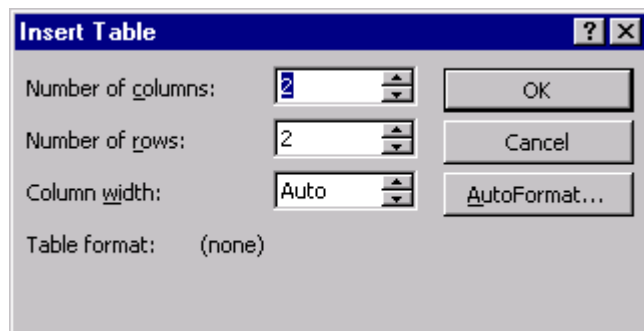 Insert Table
Number of columns: 2 OK
Number of rows: 2 Cancel
Column width: Auto AutoFormat...
Table format: (none)